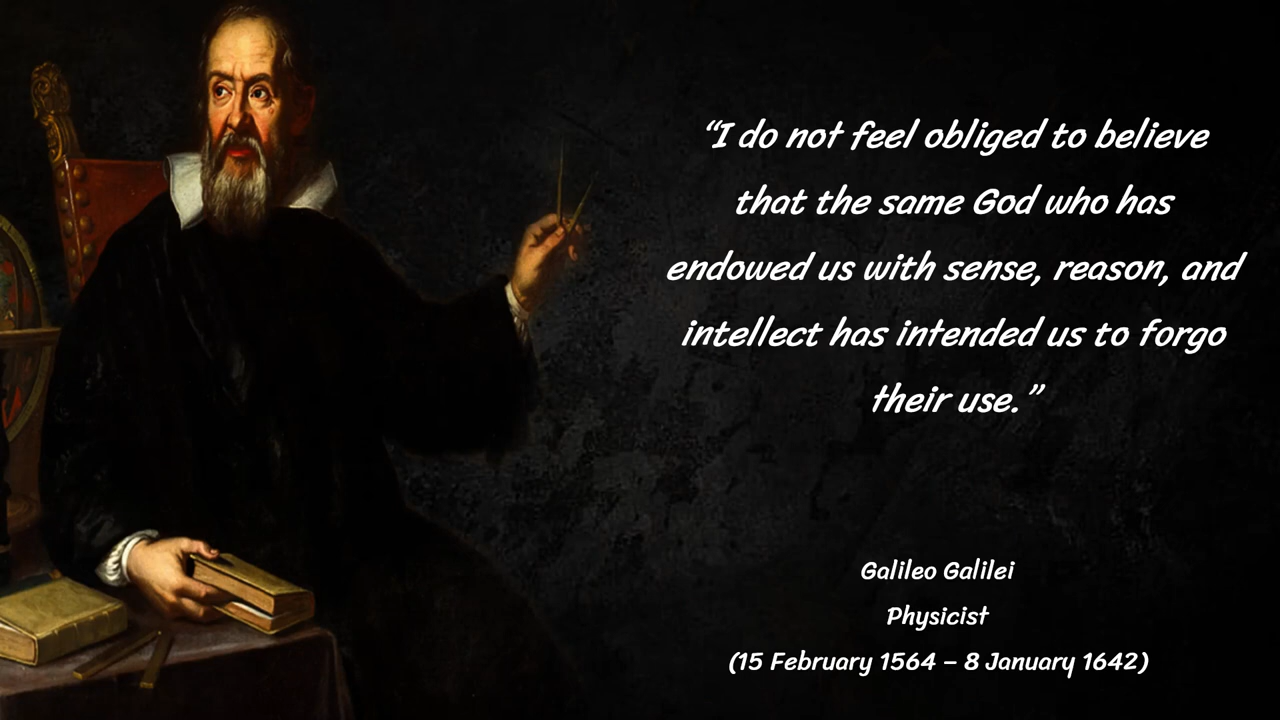 “I do not feel obliged to believe
that the same God who has
endowed us with sense, reason, and
intellect has intended us to forgo
their use.”
Galileo Galilei
Physicist
(15 February 1564 – 8 January 1642)